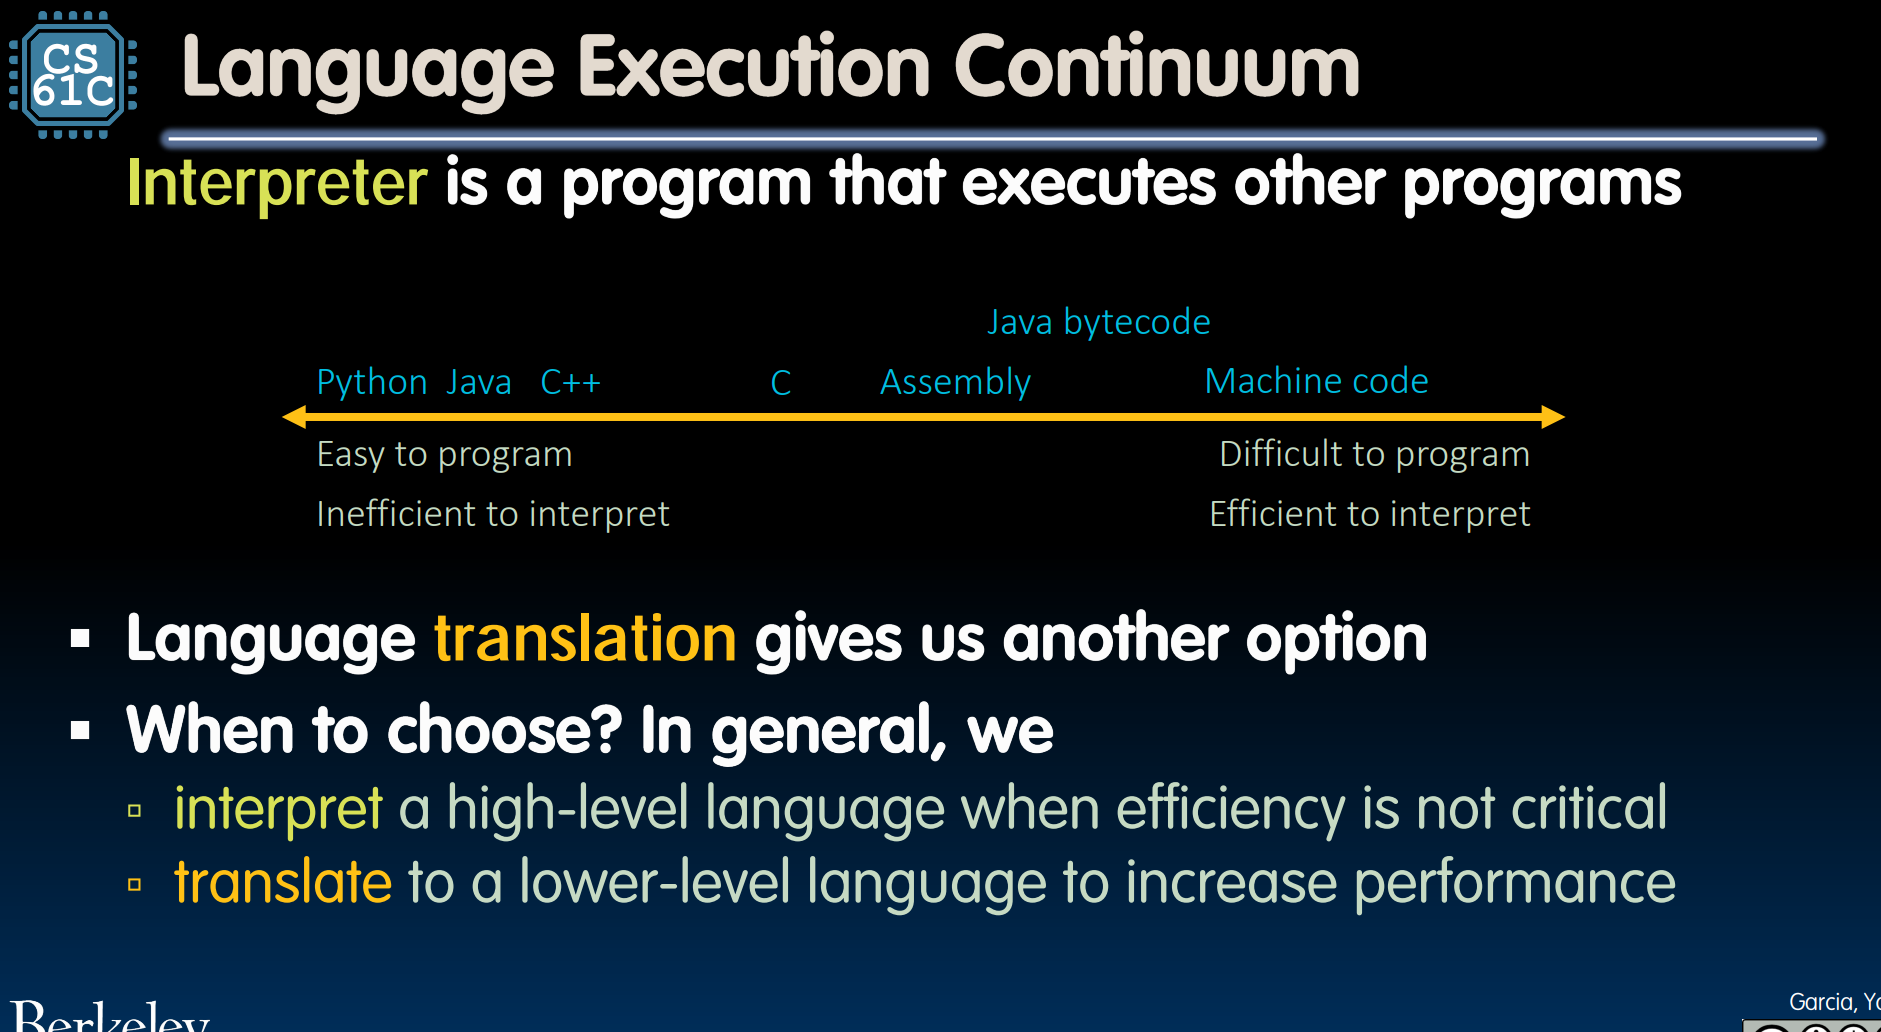 CS
61C
Language Execution Continuum
Interpreter is a program that executes other programs
Java bytecode
Python Java C++ C Assembly Machine code
Easy to program Difficult to program
Inefficient to interpret Efficient to interpret
▪ Language translation gives us another option
▪ When to choose? In general, we
▫ interpret a high-level language when efficiency is not critical
▫ translate to a lower-level language to increase performance
Berkeley
Garcia,